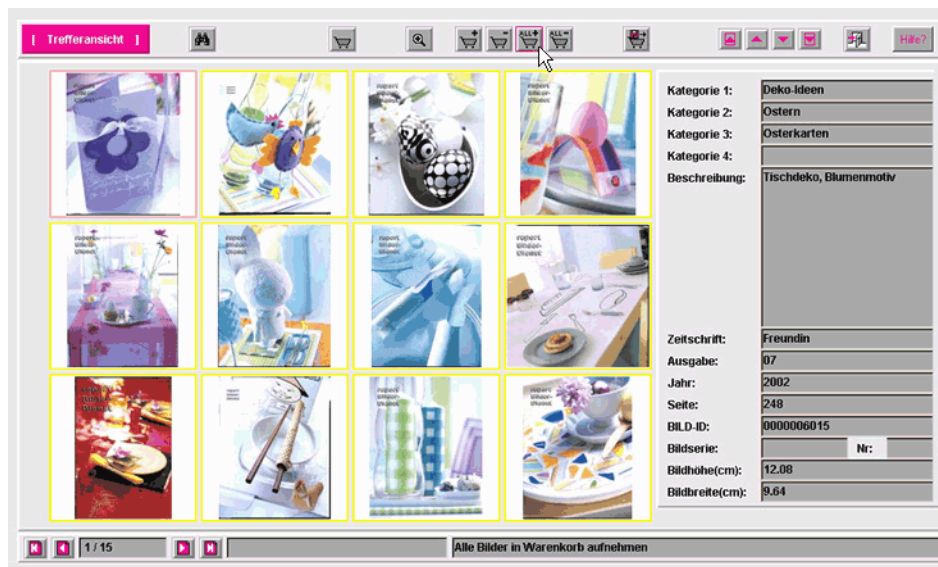 [ Trefferansicht ]
ALL+
ALL-
Hilfe?
Kategorie 1: Deko-Ideen
Kategorie 2: Ostern
Kategorie 3: Osterkarten
Kategorie 4:
Beschreibung: Tischdeko, Blumenmotiv
Zeitschrift: Freundin
Ausgabe: 07
Jahr: 2002
Seite: 248
BILD-ID: 0000006015
Bildserie: Nr:
Bildhöhe(cm): 12.08
Bildbreite(cm): 9.64
1 / 15
Alle Bilder in Warenkorb aufnehmen